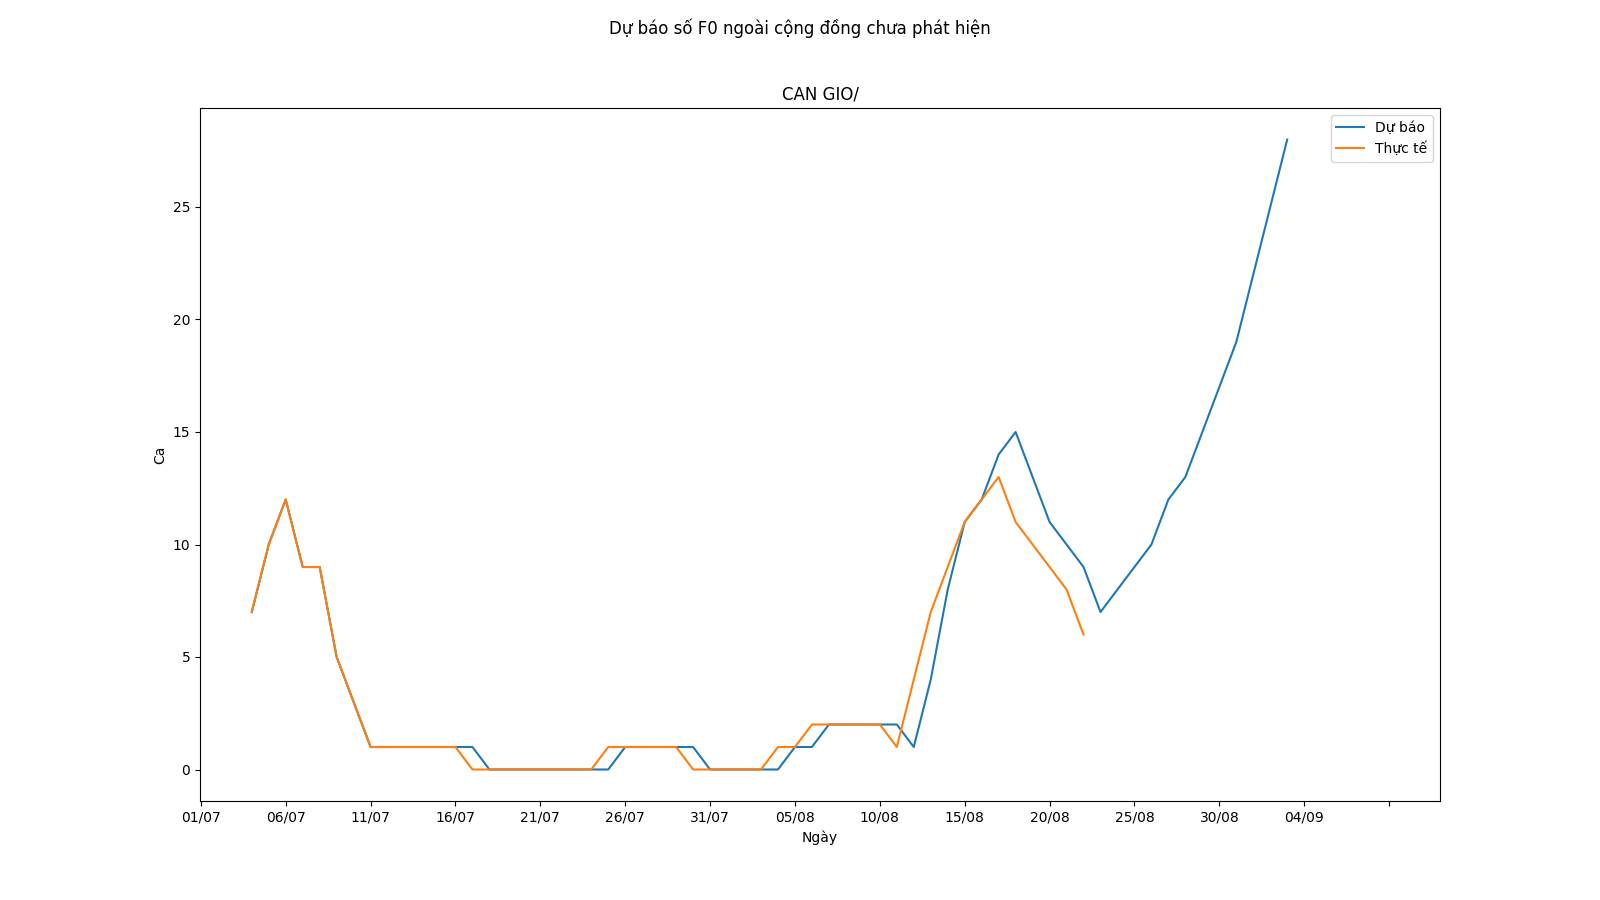 Dự báo số F0 ngoài cộng đồng chưa phát hiện
CAN GIO/
Dự báo
Thực tế
25
20
15
10
5
0
Ca
01/07 06/07 11/07 16/07 21/07 26/07 31/07 05/08 10/08 15/08 20/08 25/08 30/08 04/09
Ngày